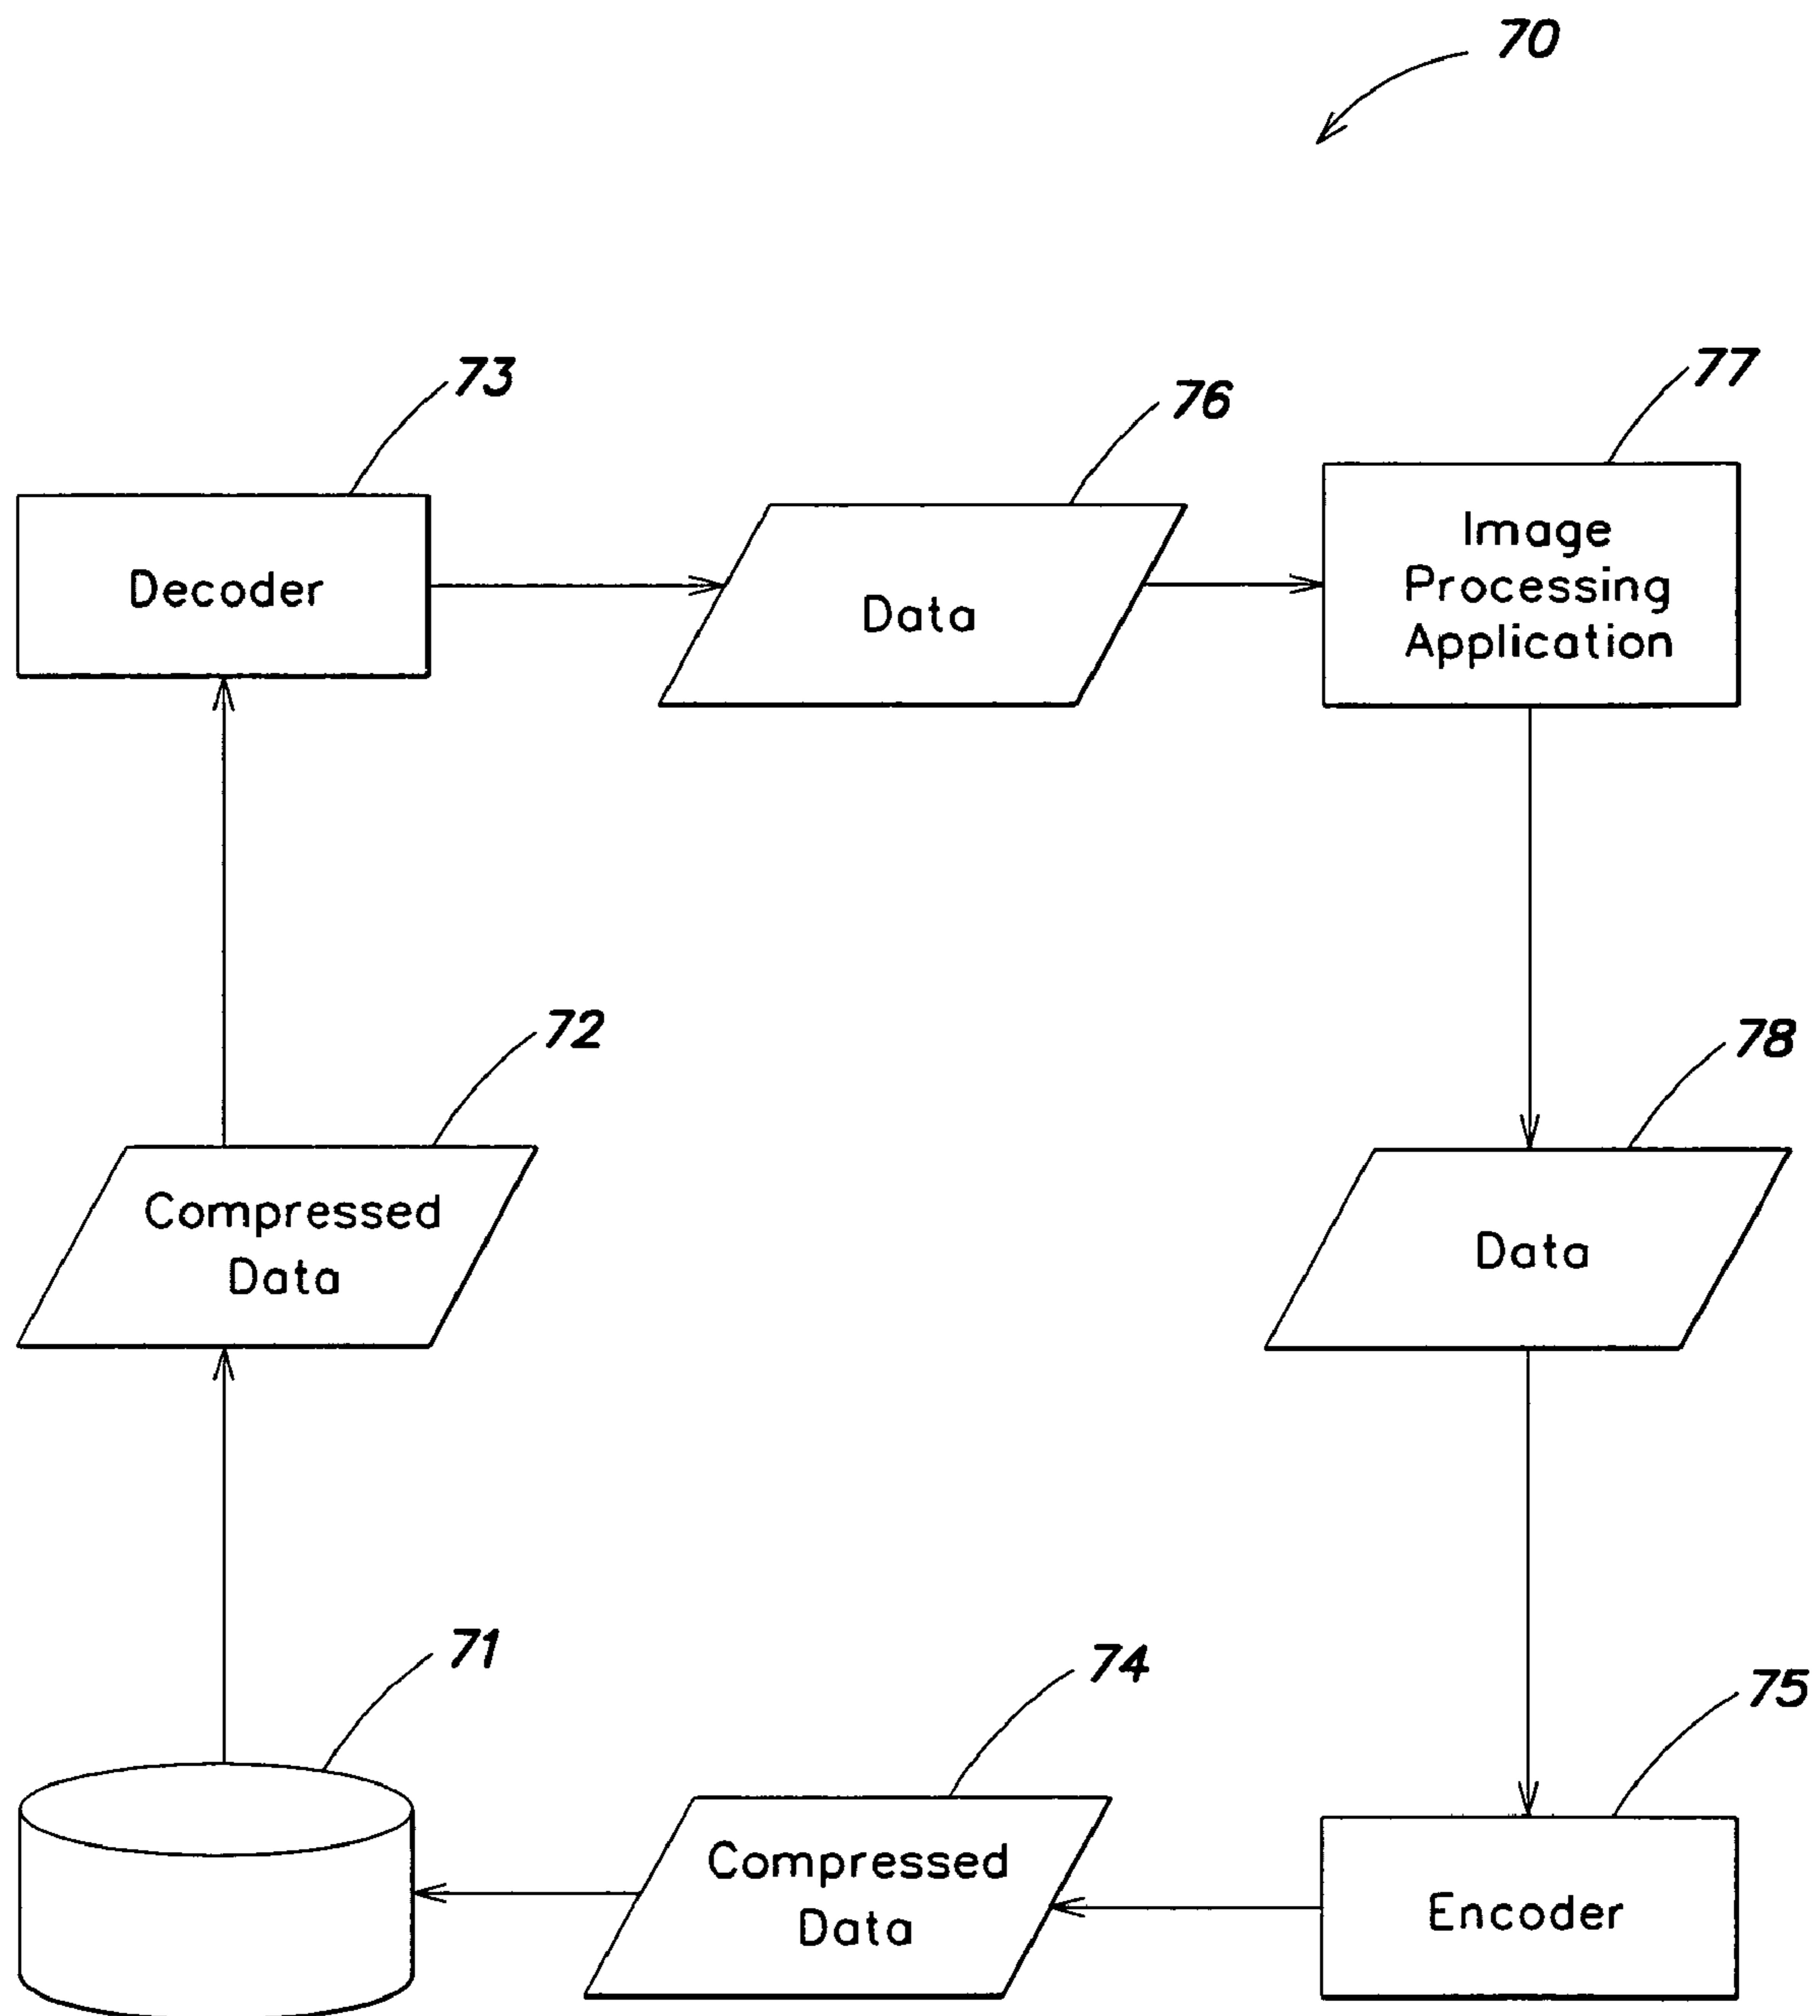 70
73
76
77
Decoder
Data
Image
Processing
Application
72
78
Compressed
Data
Data
71
74
75
Compressed
Data
Encoder